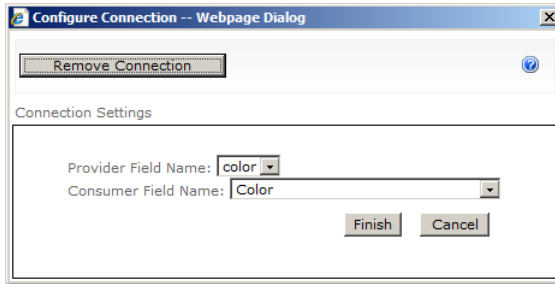 Configure Connection -- Webpage Dialog
Remove Connection
Connection Settings
Provider Field Name: color
Consumer Field Name: Color
Finish Cancel